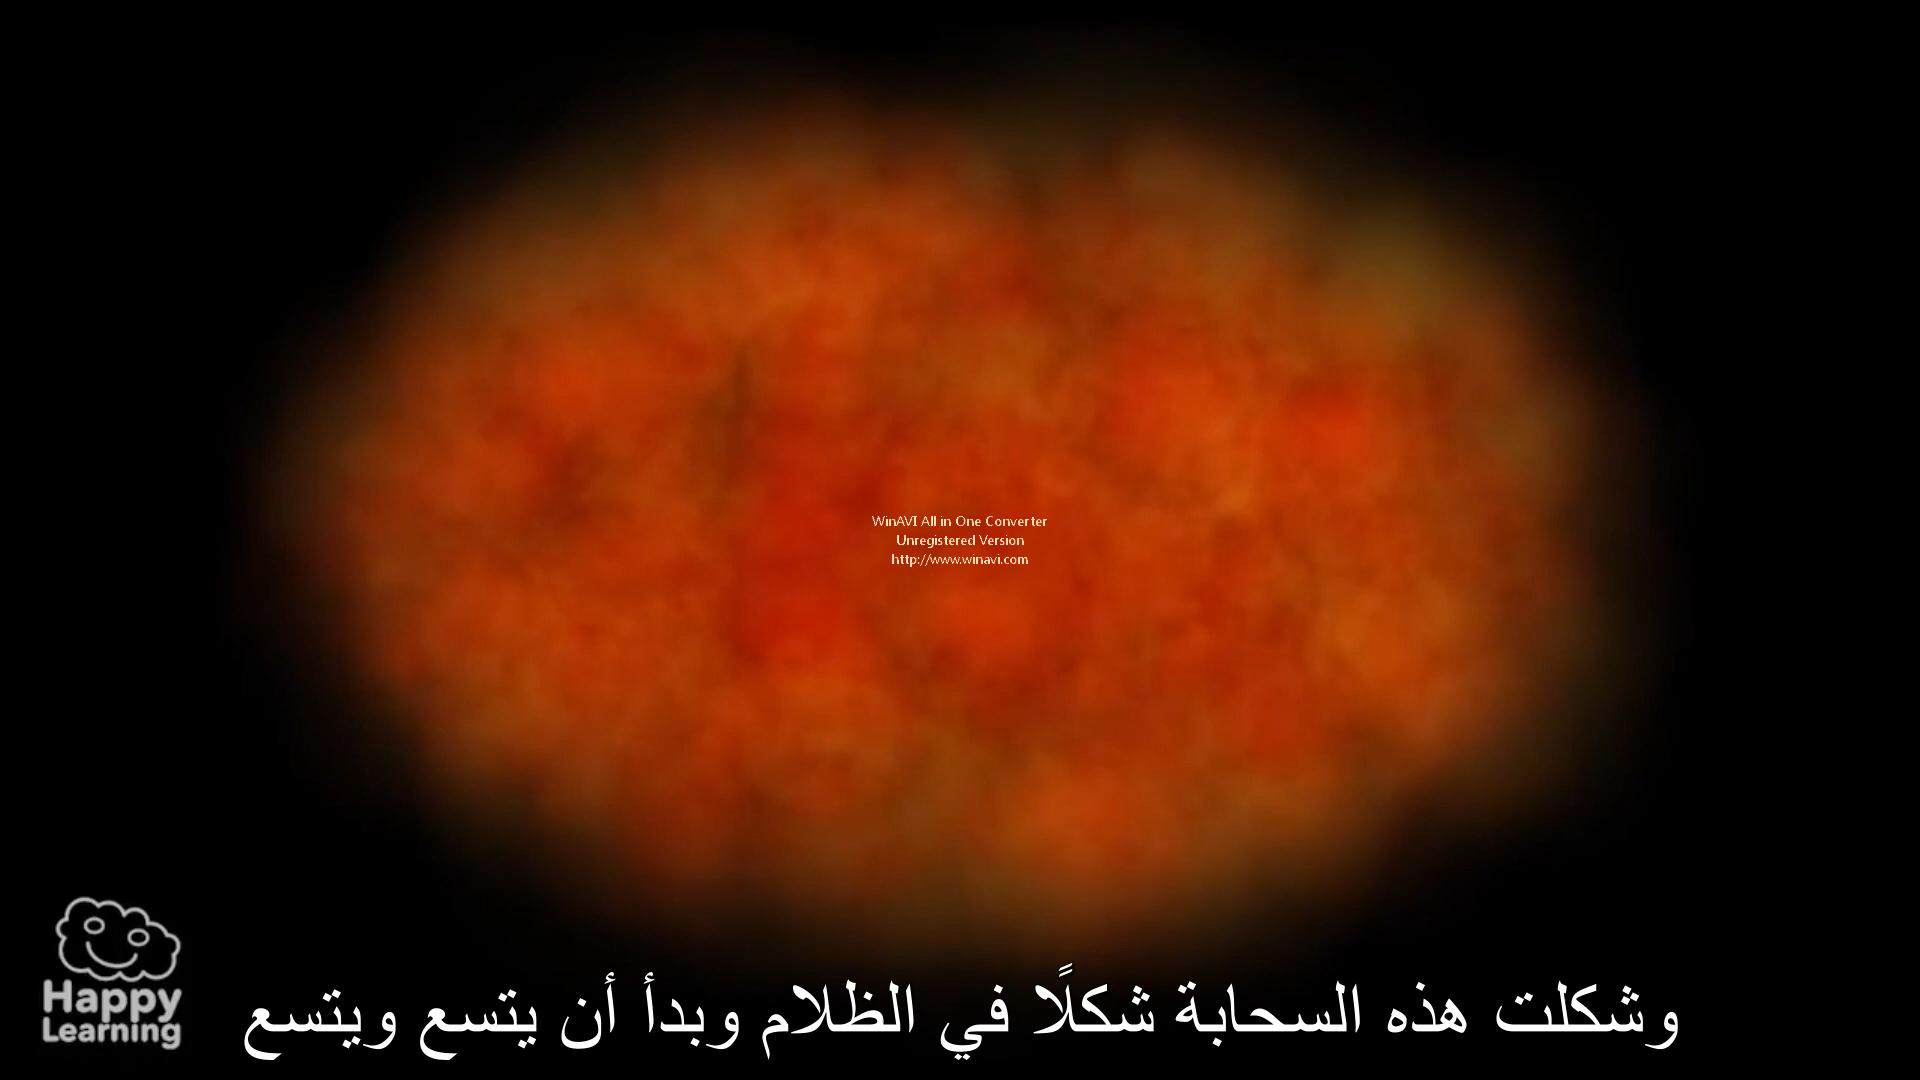 WinAVI All in One Converter
Unregistered Version
http://www.winavi.com
Happy
Learning
وشكلت هذه السحابة شكلًا في الظلام وبدأ أن يتسع ويتسع